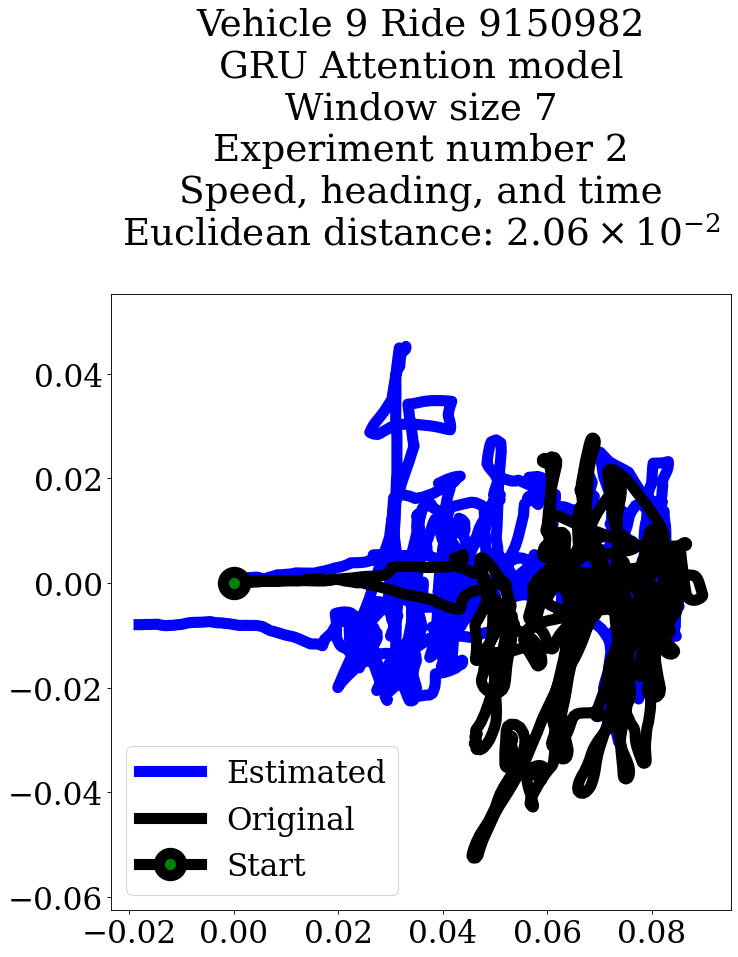 Vehicle 9 Ride 9150982
GRU Attention model
Window size 7
Experiment number 2
Speed, heading, and time
Euclidean distance: 2.06 × 10⁻²
0.04
0.02
0.00
−0.02
−0.04
−0.06
Estimated
Original
Start
−0.02 0.00 0.02 0.04 0.06 0.08